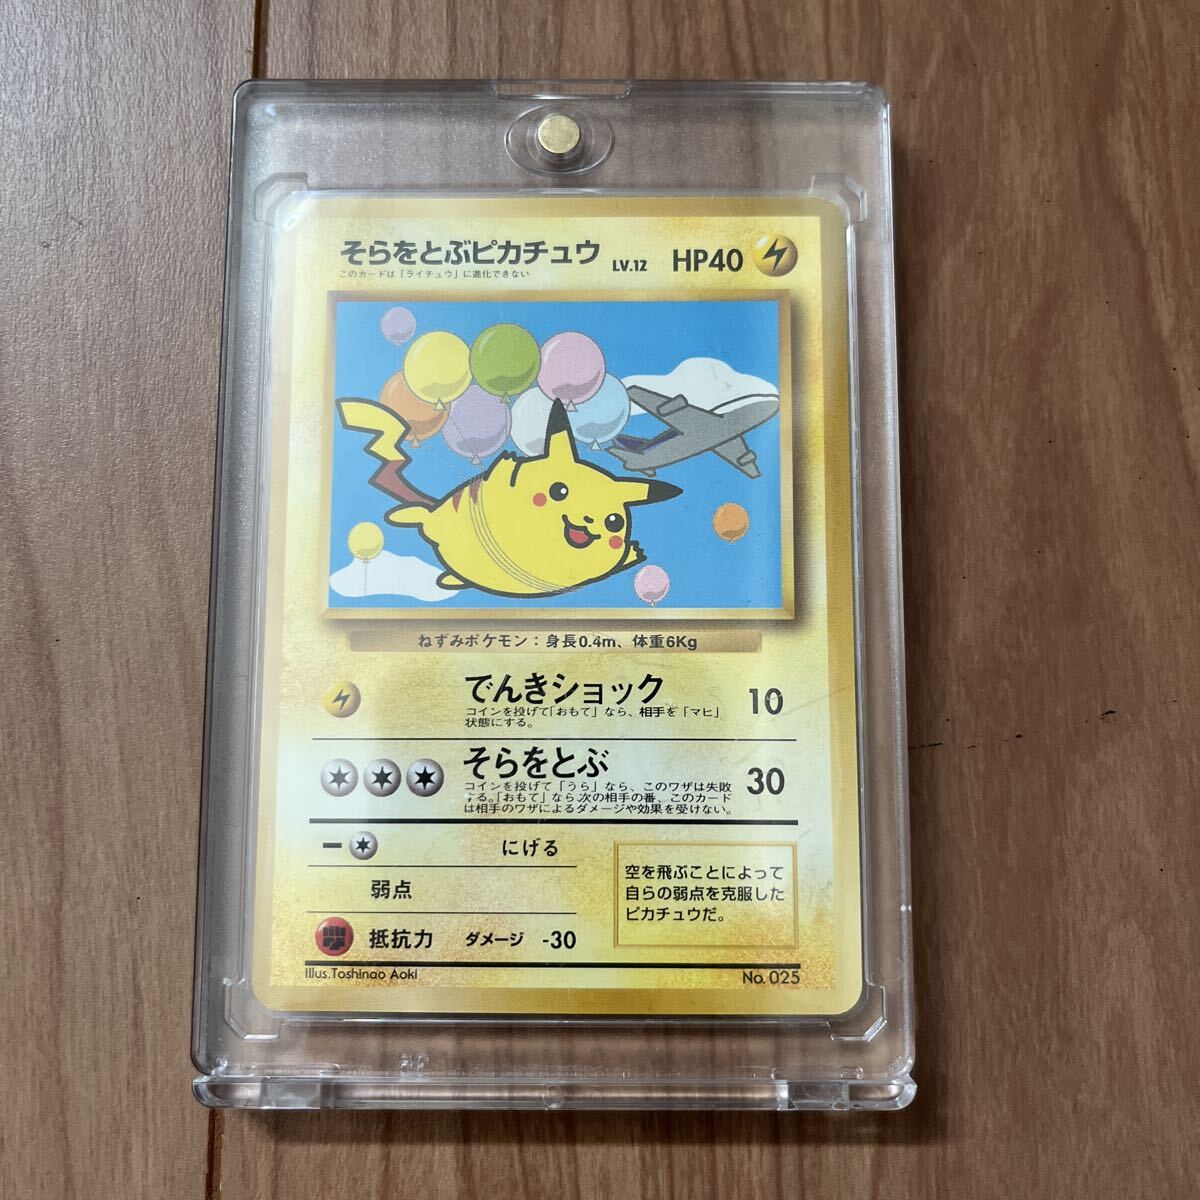 そらをとぶピカチュウ LV.12 HP40
このカードは「ライチュウ」に進化できない
ねずみポケモン：身長0.4m、体重6Kg
でんきショック 10
コインを投げて「おもて」なら、相手を「マヒ」
状態にする。
そらをとぶ 30
コインを投げて「うら」なら、このワザは失敗
する。「おもて」なら次の相手の番、このカード
は相手のワザによるダメージや効果を受けない。
にげる
弱点
抵抗力 ダメージ -30
空を飛ぶことによって
自らの弱点を克服した
ピカチュウだ。
Illus.Toshinao Aoki No. 025